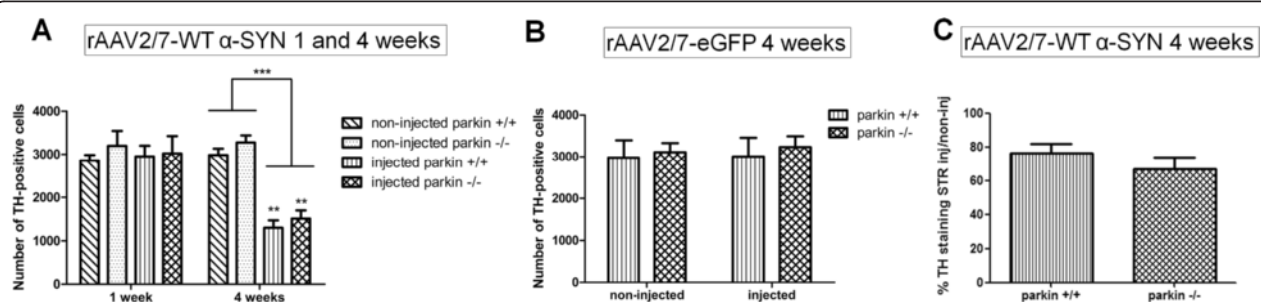 A
rAAV2/7-WT α-SYN 1 and 4 weeks
Number of TH-positive cells
4000
3000
2000
1000
0
***
**
**
1 week
4 weeks
non-injected parkin +/+
non-injected parkin -/-
injected parkin +/+
injected parkin -/-
B
rAAV2/7-eGFP 4 weeks
Number of TH-positive cells
4000
3000
2000
0
non-injected
injected
parkin +/+
parkin -/-
C
rAAV2/7-WT α-SYN 4 weeks
% TH staining STR inj/non-inj
100
80
60
40
20
0
parkin +/+
parkin -/-